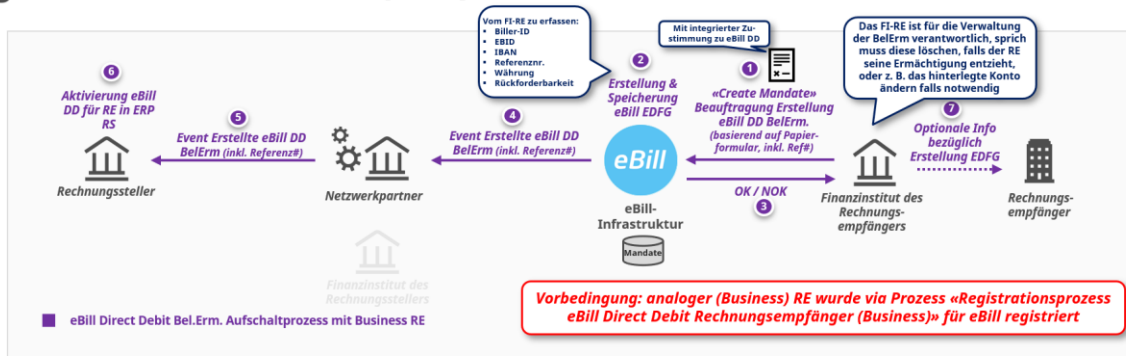 Vom FI-RE zu erfassen:
▪ Biller-ID
▪ EBID
▪ IBAN
▪ Referenznr.
▪ Währung
▪ Rückforderbarkeit
Mit integrierter Zu-
stimmung zu eBill DD
Das FI-RE ist für die Verwaltung
der BelErm verantwortlich, sprich
muss diese löschen, falls der RE
seine Ermächtigung entzieht,
oder z. B. das hinterlegte Konto
ändern falls notwendig
6
Aktivierung eBill
DD für RE in ERP
RS
Rechnungssteller
5
Event Erstellte eBill DD
BelErm (inkl. Referenz#)
Netzwerkpartner
4
Event Erstellte eBill DD
BelErm (inkl. Referenz#)
2
Erstellung &
Speicherung
eBill EDFG
eBill
eBill-
Infrastruktur
Mandate
1
«Create Mandate»
Beauftragung Erstellung
eBill DD BelErm.
(basierend auf Papier-
formular, inkl. Ref#)
OK / NOK
3
Finanzinstitut des
Rechnungs-
empfängers
7
Optionale Info
bezüglich
Erstellung EDFG
Rechnungs-
empfänger
Finanzinstitut des
Rechnungsstellers
Vorbedingung: analoger (Business) RE wurde via Prozess «Registrationsprozess
eBill Direct Debit Rechnungsempfänger (Business)» für eBill registriert
eBill Direct Debit Bel.Erm. Aufschaltprozess mit Business RE